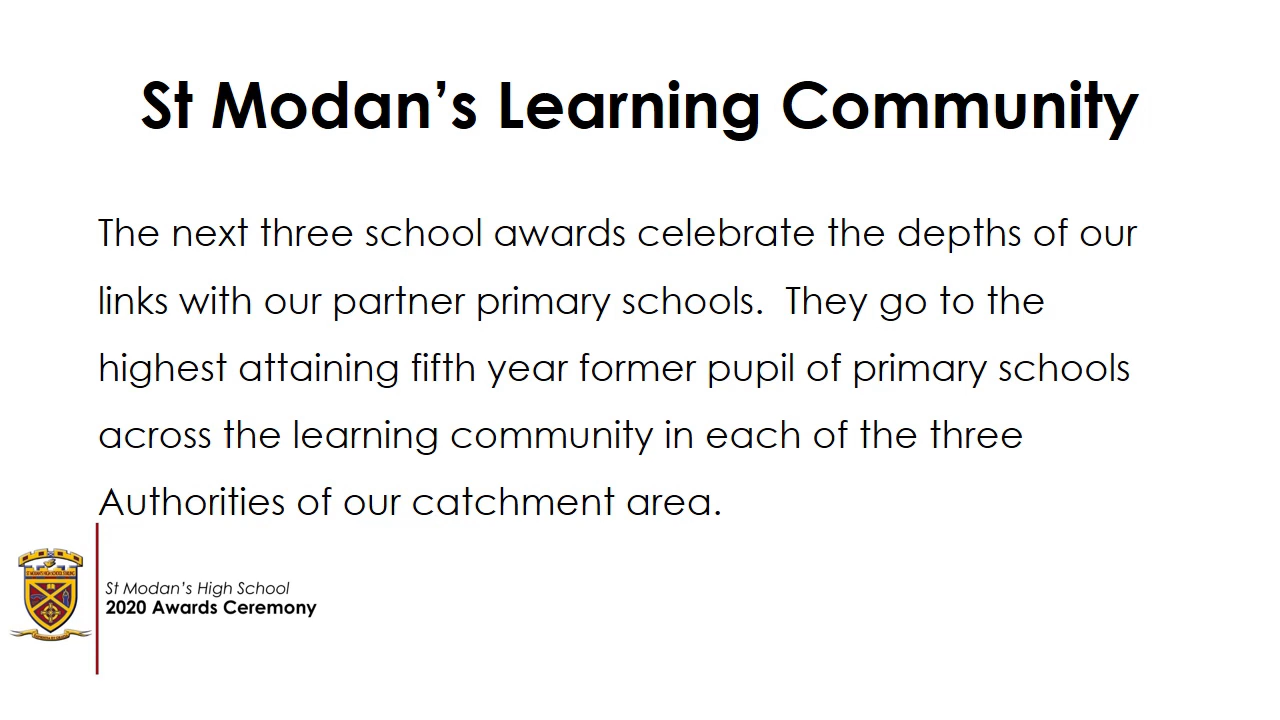 St Modan’s Learning Community
The next three school awards celebrate the depths of our
links with our partner primary schools.  They go to the
highest attaining fifth year former pupil of primary schools
across the learning community in each of the three
Authorities of our catchment area.
St Modan’s High School
2020 Awards Ceremony